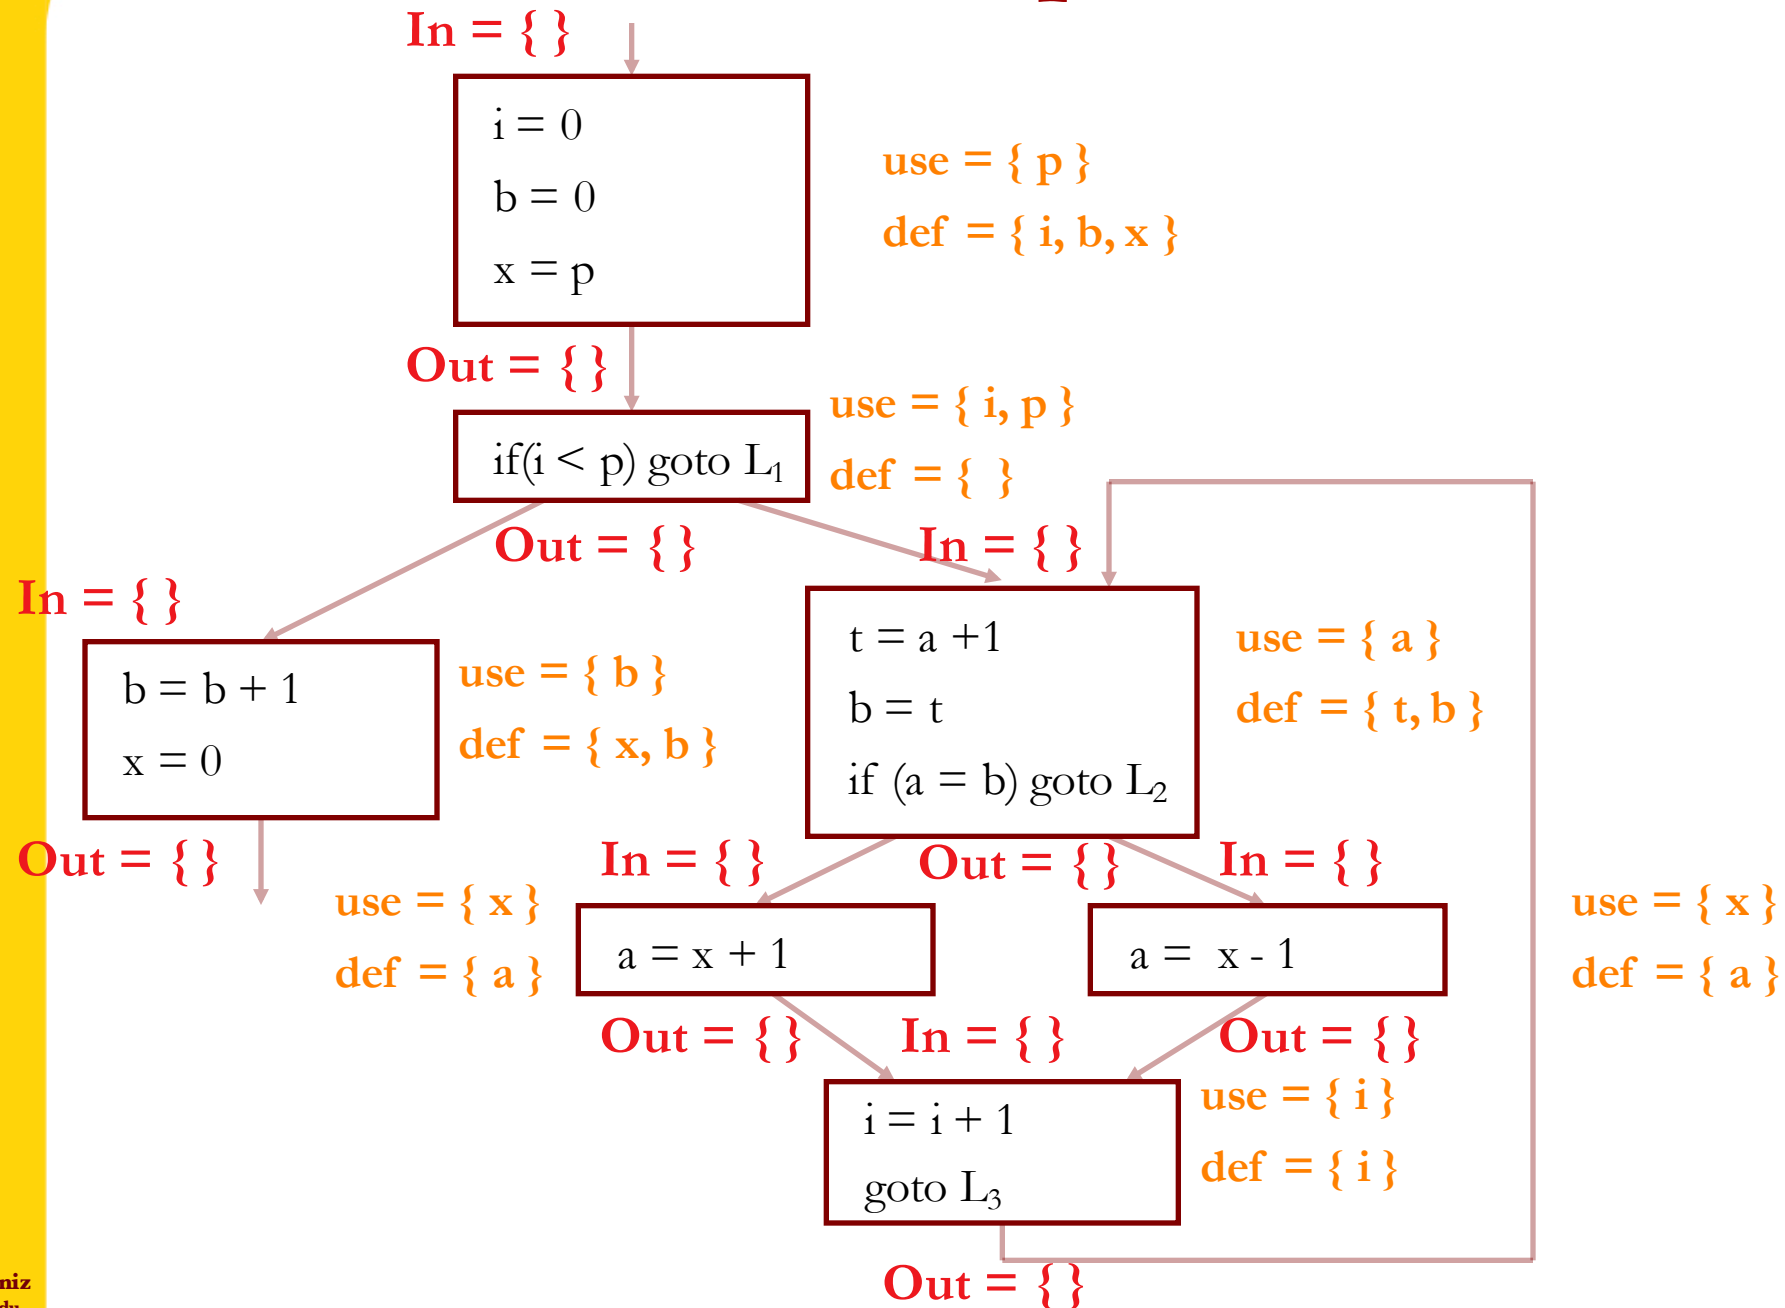 In = { }
i = 0
b = 0
x = p
use = { p }
def = { i, b, x }
Out = { }
if(i < p) goto L₁
use = { i, p }
def = { }
Out = { }
In = { }
In = { }
b = b + 1
x = 0
use = { b }
def = { x, b }
t = a +1
b = t
if (a = b) goto L₂
use = { a }
def = { t, b }
Out = { }
In = { }
Out = { }
In = { }
use = { x }
def = { a }
a = x + 1
a = x - 1
use = { x }
def = { a }
Out = { }
In = { }
Out = { }
i = i + 1
goto L₃
use = { i }
def = { i }
Out = { }
niz